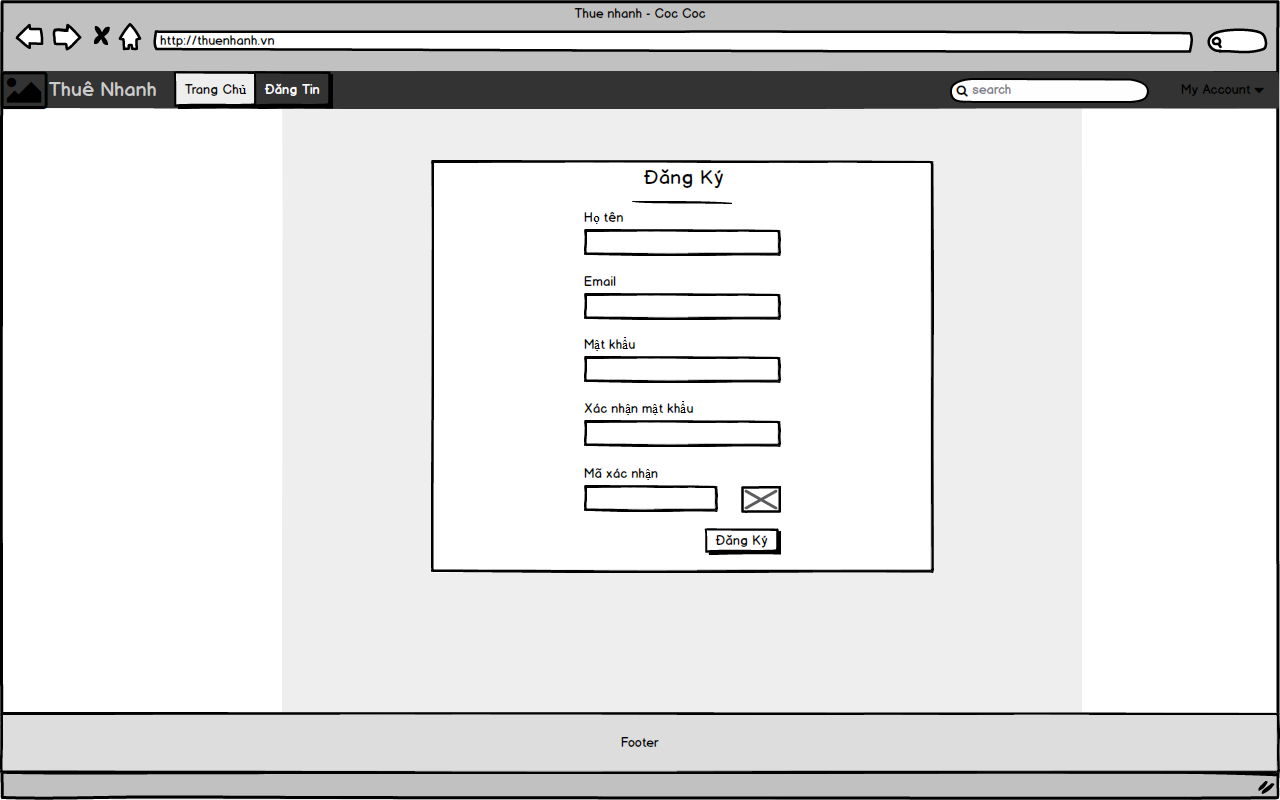 Thue nhanh - Coc Coc
http://thuenhanh.vn
Thuê Nhanh Trang Chủ Đăng Tin search My Account
Đăng Ký
Họ tên
Email
Mật khẩu
Xác nhận mật khẩu
Mã xác nhận
Đăng Ký
Footer